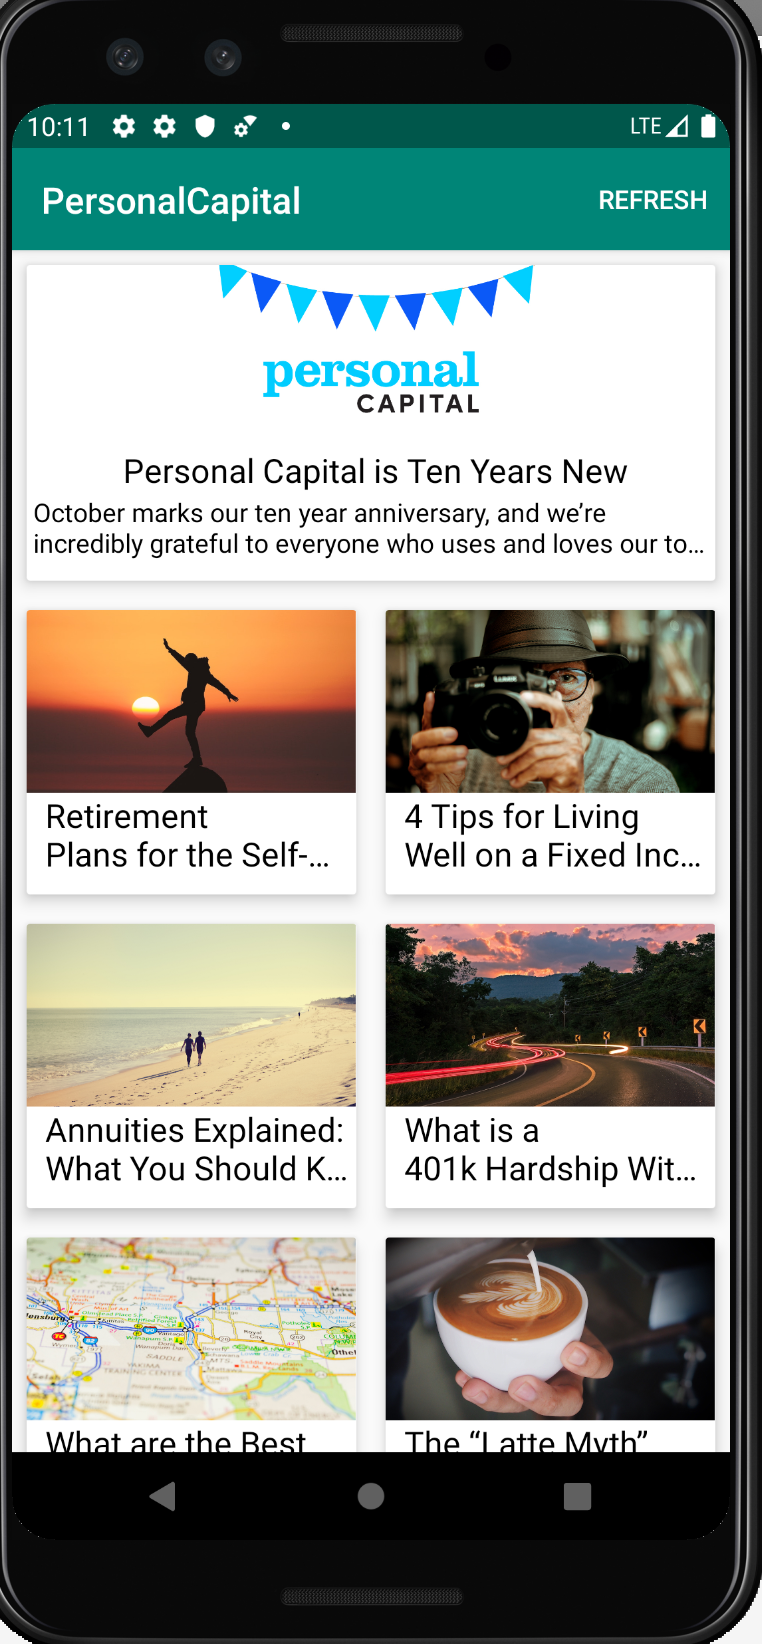 10:11 LTE
PersonalCapital REFRESH
personal
CAPITAL
Personal Capital is Ten Years New
October marks our ten year anniversary, and we’re
incredibly grateful to everyone who uses and loves our to…
LUMIX
Retirement
Plans for the Self-…
4 Tips for Living
Well on a Fixed Inc…
Annuities Explained:
What You Should K…
What is a
401k Hardship Wit…
What are the Best
The “Latte Myth”